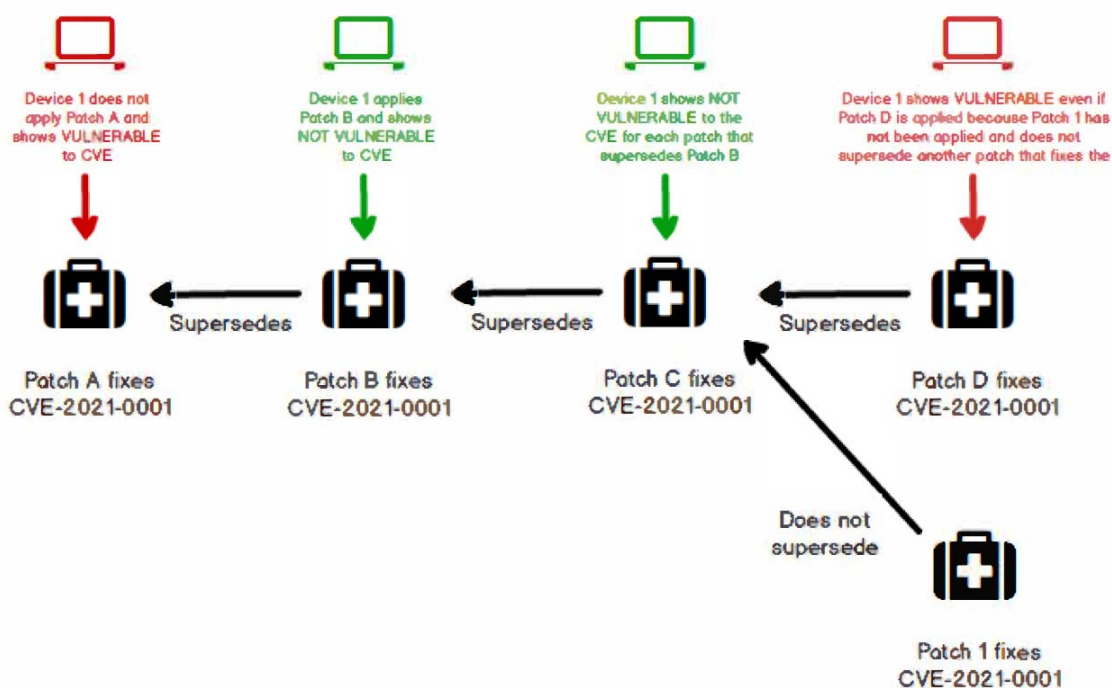 Device 1 does not
apply Patch A and
shows VULNERABLE
to CVE
Device 1 applies
Patch B and shows
NOT VULNERABLE
to CVE
Device 1 shows NOT
VULNERABLE to the
CVE for each patch that
supersedes Patch B
Device 1 shows VULNERABLE even if
Patch D is applied because Patch 1 has
not been applied and does not
supersede another patch that fixes the
Supersedes
Supersedes
Supersedes
Patch A fixes
CVE-2021-0001
Patch B fixes
CVE-2021-0001
Patch C fixes
CVE-2021-0001
Patch D fixes
CVE-2021-0001
Does not
supersede
Patch 1 fixes
CVE-2021-0001